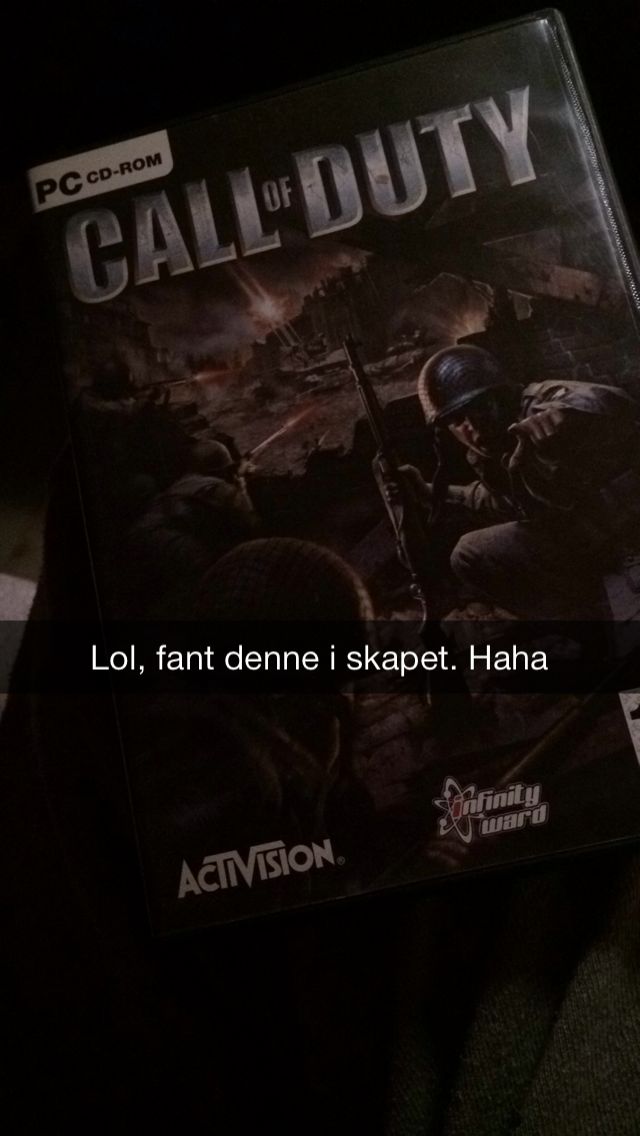 PC CD-ROM
CALL OF DUTY
Lol, fant denne i skapet. Haha
infinity
ward
ACTIVISION®